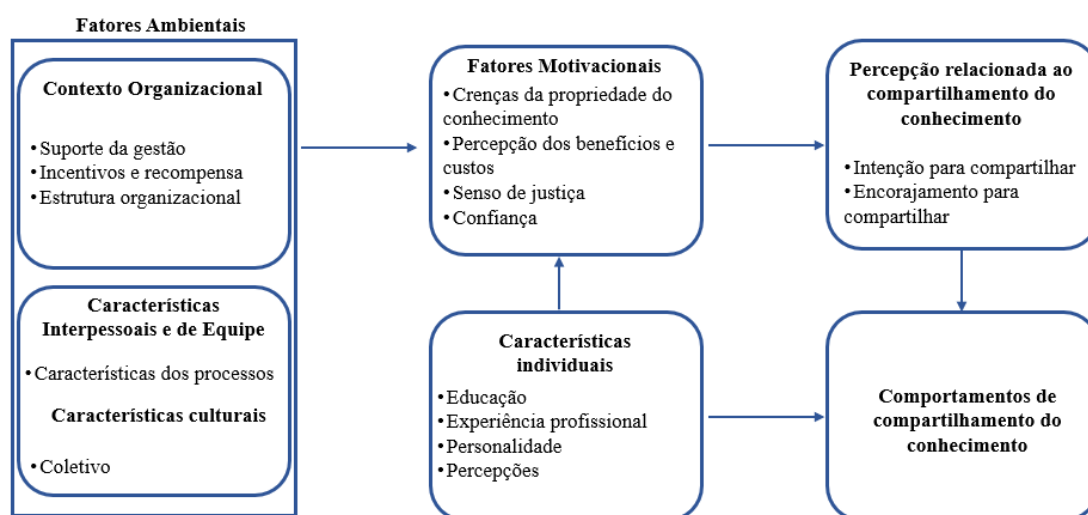 Fatores Ambientais
Contexto Organizacional
•Suporte da gestão
•Incentivos e recompensa
•Estrutura organizacional
Características
Interpessoais e de Equipe
•Características dos processos
Características culturais
•Coletivo
Fatores Motivacionais
•Crenças da propriedade do
conhecimento
•Percepção dos benefícios e
custos
•Senso de justiça
•Confiança
Características
individuais
•Educação
•Experiência profissional
•Personalidade
•Percepções
Percepção relacionada ao
compartilhamento do
conhecimento
•Intenção para compartilhar
•Encorajamento para
compartilhar
Comportamentos de
compartilhamento do
conhecimento